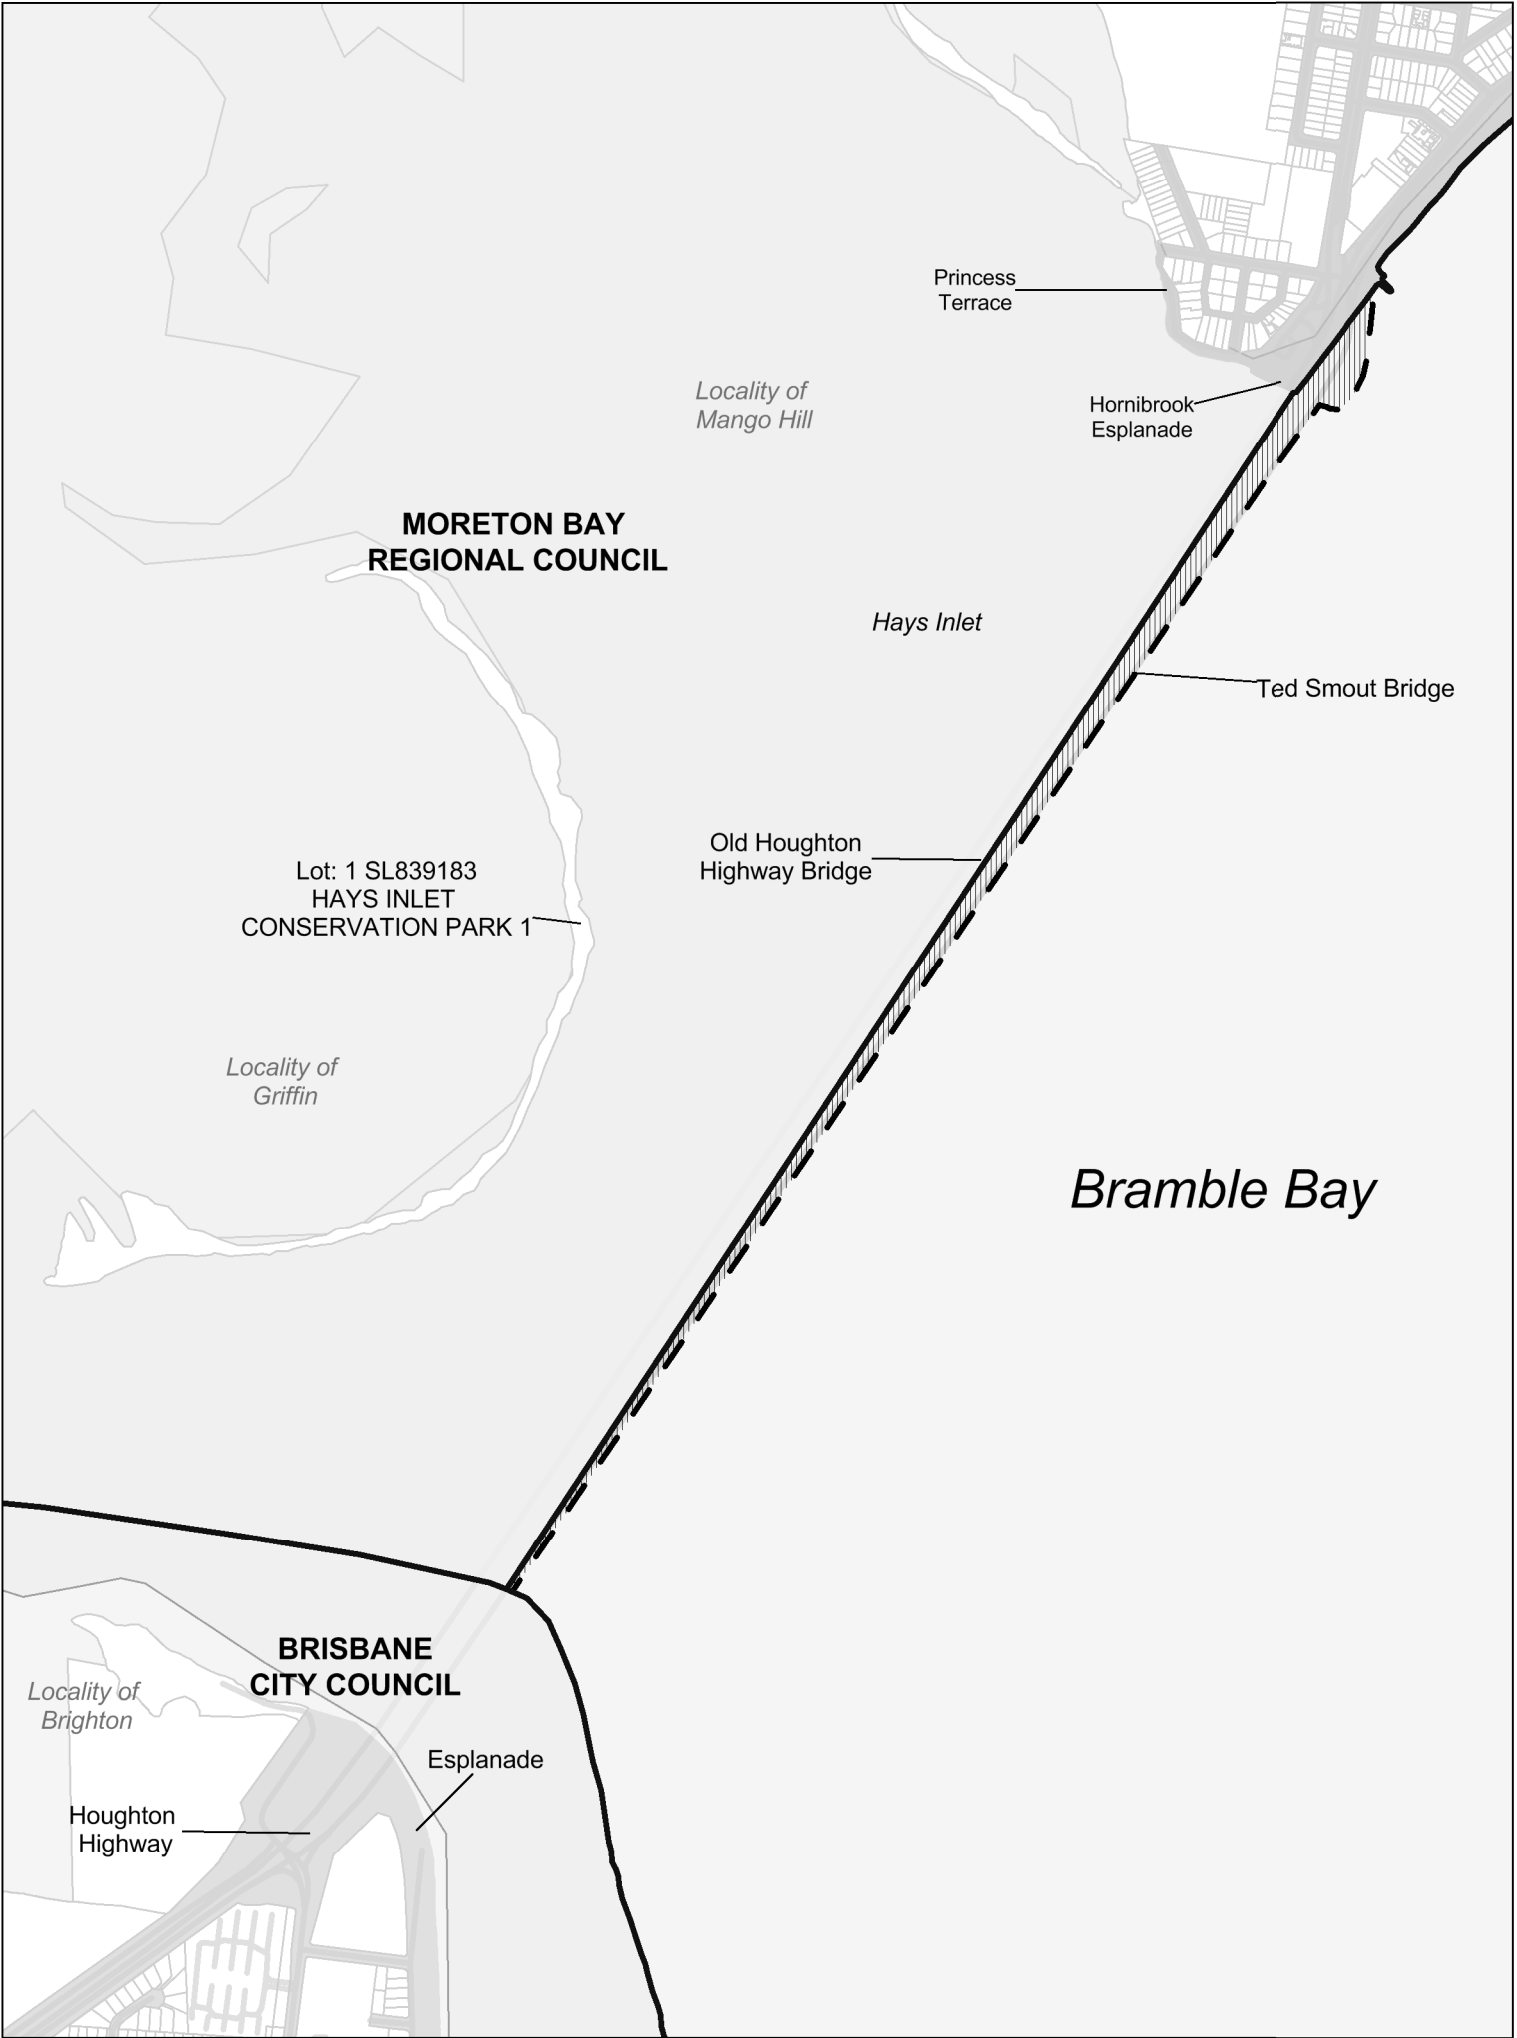 Princess
Terrace
Locality of
Mango Hill
Hornibrook
Esplanade
MORETON BAY
REGIONAL COUNCIL
Hays Inlet
Ted Smout Bridge
Old Houghton
Highway Bridge
Lot: 1 SL839183
HAYS INLET
CONSERVATION PARK 1
Locality of
Griffin
Bramble Bay
BRISBANE
CITY COUNCIL
Locality of
Brighton
Esplanade
Houghton
Highway